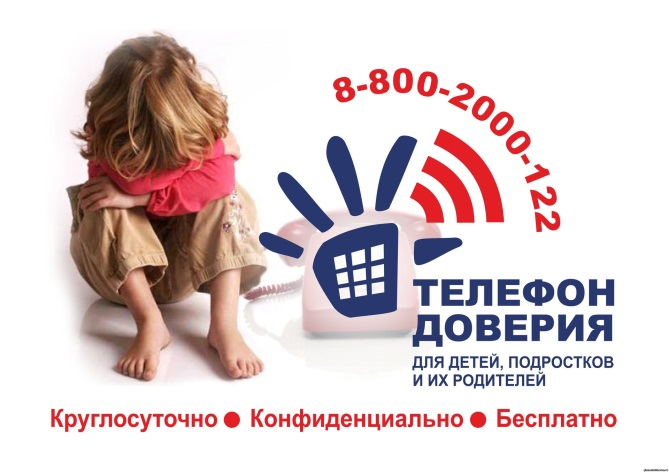 8-800-2000-122
ТЕЛЕФОН
ДОВЕРИЯ
ДЛЯ ДЕТЕЙ, ПОДРОСТКОВ
И ИХ РОДИТЕЛЕЙ
Круглосуточно ● Конфиденциально ● Бесплатно